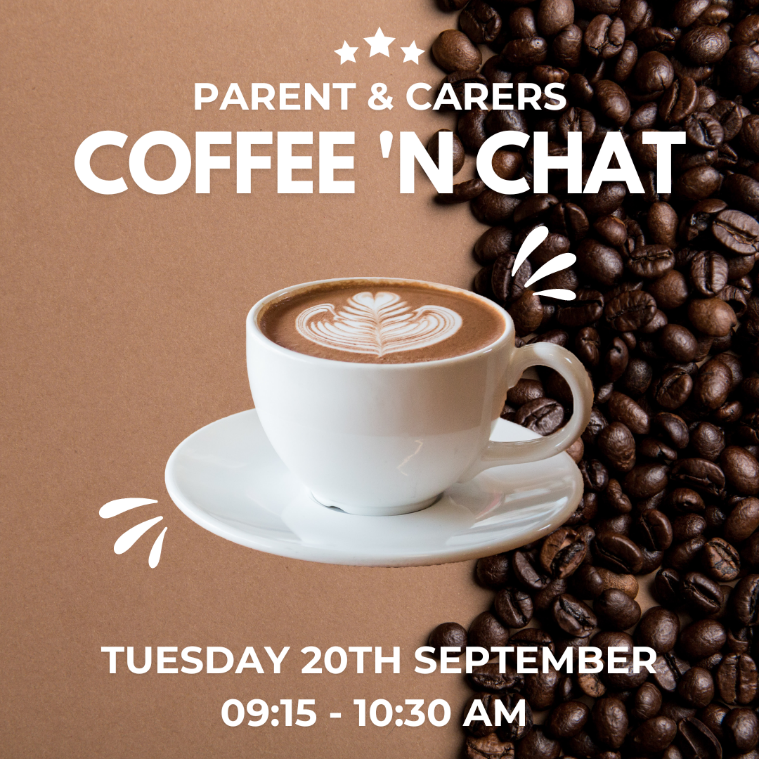 PARENT & CARERS
COFFEE 'N CHAT
TUESDAY 20TH SEPTEMBER
09:15 - 10:30 AM